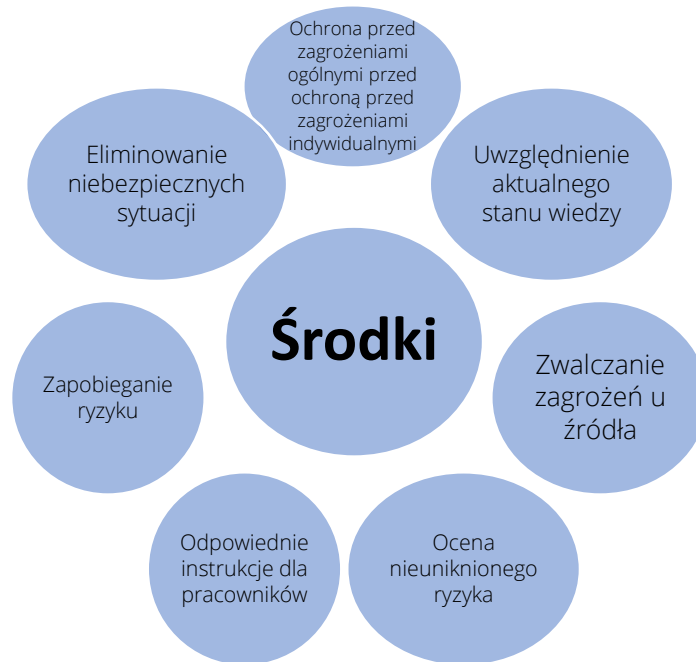 Ochrona przed
zagrożeniami
ogólnymi przed
ochroną przed
zagrożeniami
indywidualnymi
Uwzględnienie
aktualnego
stanu wiedzy
Zwalczanie
zagrożeń u
źródła
Ocena
nieuniknionego
ryzyka
Odpowiednie
instrukcje dla
pracowników
Zapobieganie
ryzyku
Eliminowanie
niebezpiecznych
sytuacji
Środki